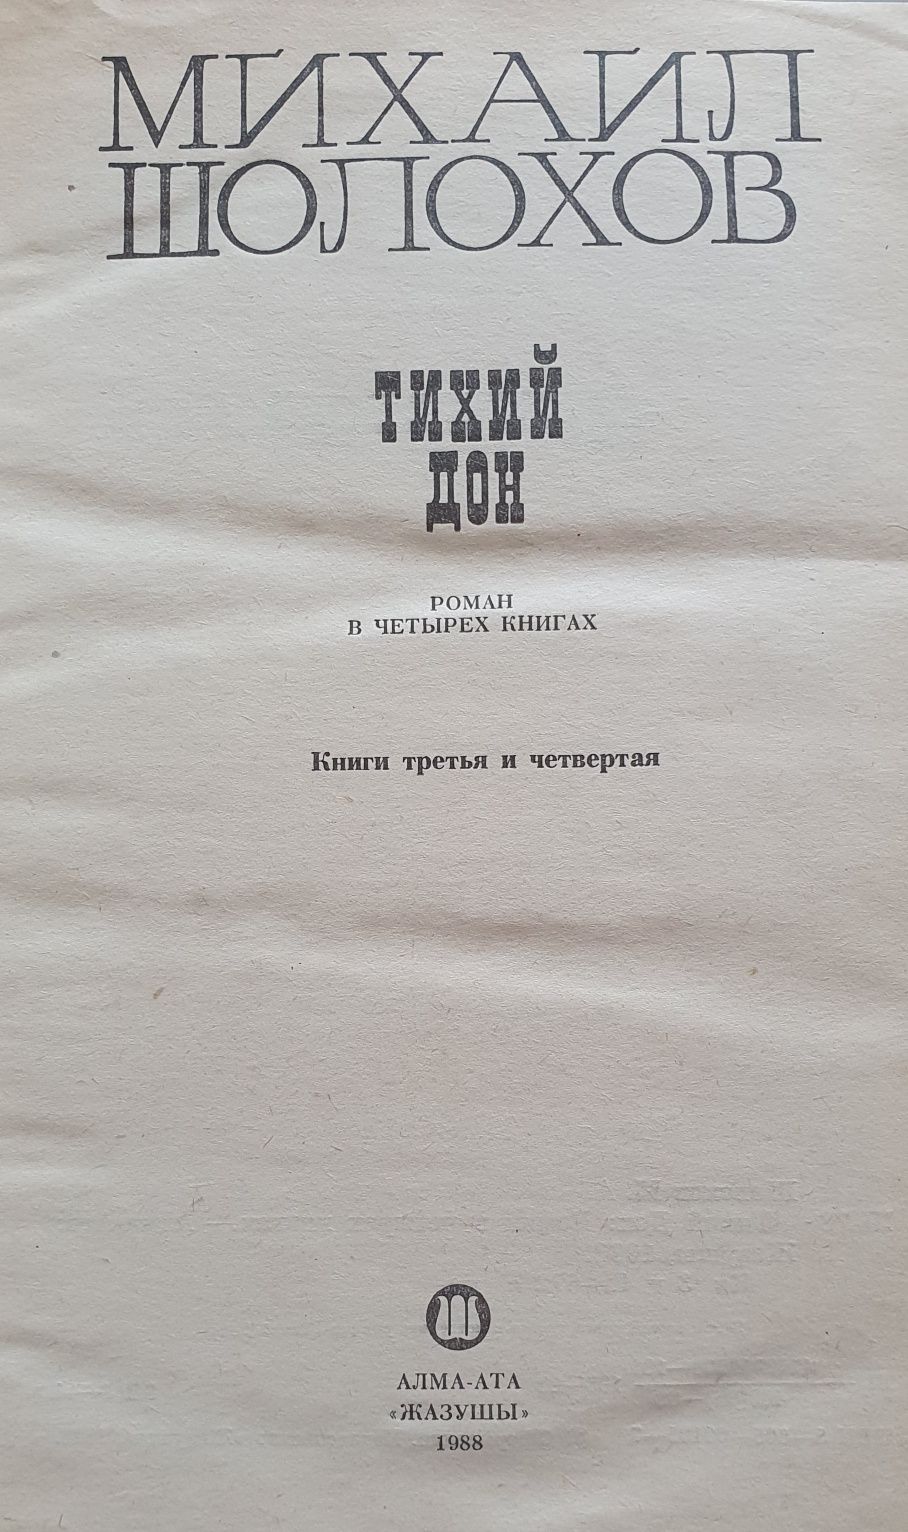 МИХАИЛ
ШОЛОХОВ
ТИХИЙ
ДОН
РОМАН
В ЧЕТЫРЕХ КНИГАХ
Книги третья и четвертая
АЛМА-АТА
«ЖАЗУШЫ»
1988